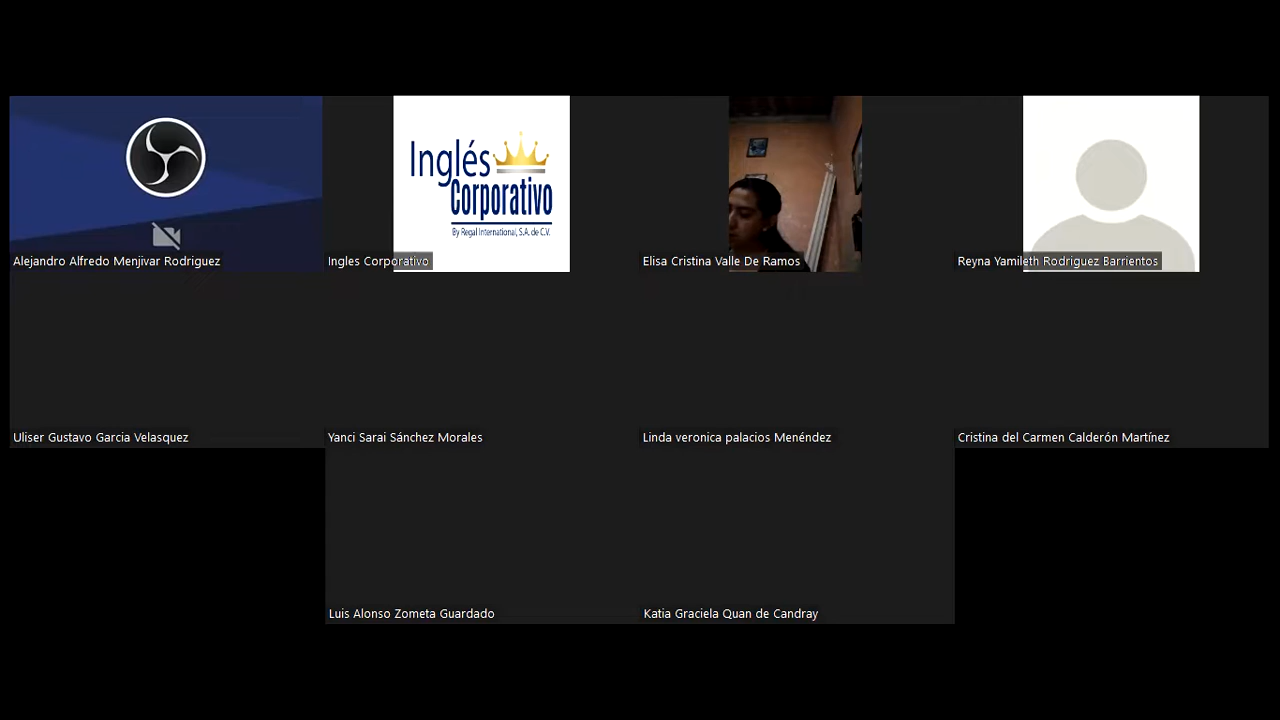 Inglés
Corporativo
By Regal International, S.A. de C.V.
Alejandro Alfredo Menjivar Rodriguez
Ingles Corporativo
Elisa Cristina Valle De Ramos
Reyna Yamileth Rodriguez Barrientos
Uliser Gustavo Garcia Velasquez
Yanci Sarai Sánchez Morales
Linda veronica palacios Menéndez
Cristina del Carmen Calderón Martínez
Luis Alonso Zometa Guardado
Katia Graciela Quan de Candray